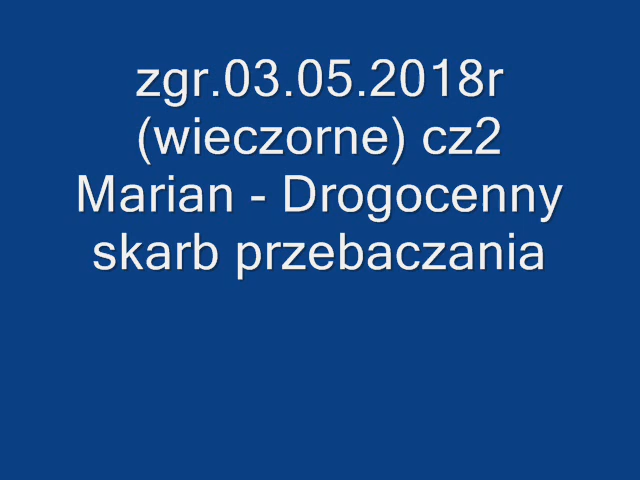 zgr.03.05.2018r
(wieczorne) cz2
Marian - Drogocenny
skarb przebaczania